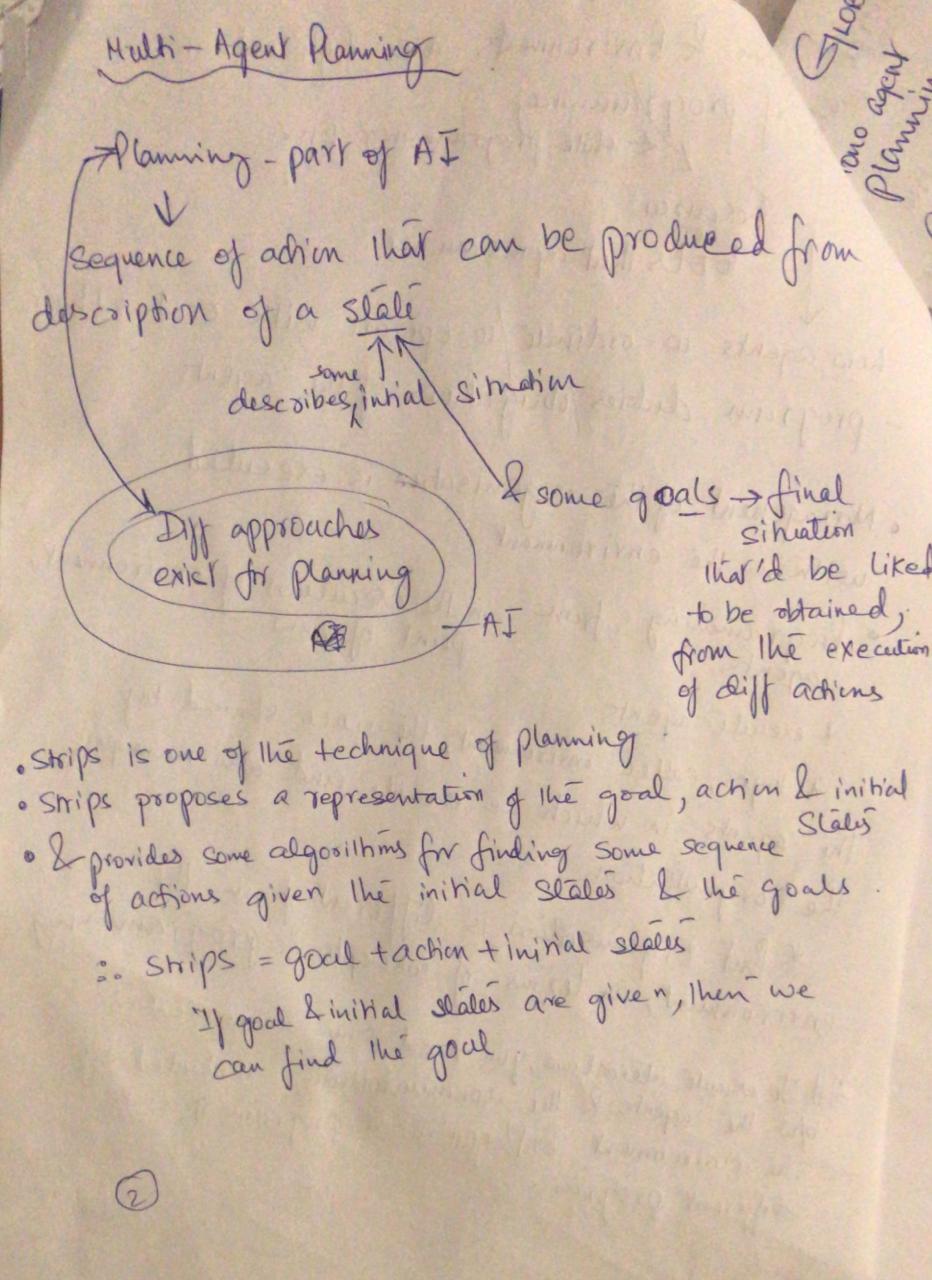 Multi-Agent Planning
Planning - part of AI
Sequence of action that can be produced from
description of a state
some
describes initial situation
& some goals → final
situation
that'd be liked
to be obtained,
from the execution
of diff actions
Diff approaches
exist for planning
AI
• Strips is one of the technique of planning.
• Strips proposes a representation of the goal, action & initial
states
• & provides some algorithms for finding some sequence
of actions given the initial states & the goals.
∴ Strips = goal + action + initial states
If goal & initial states are given, then we
can find the goal.
2
agent
Planning